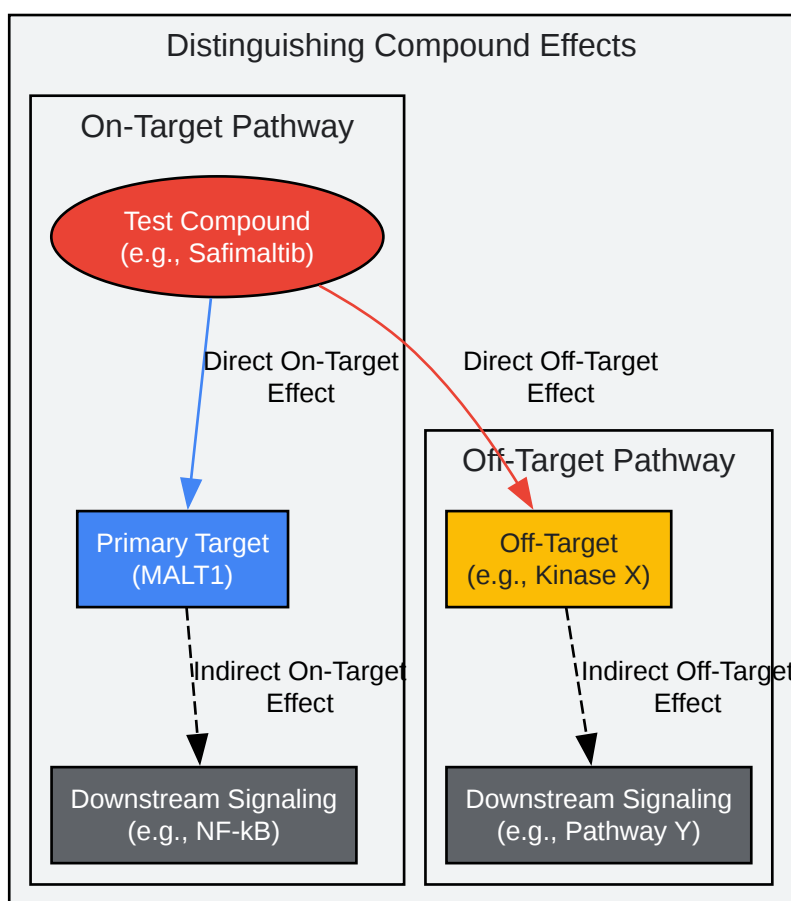 Distinguishing Compound Effects
On-Target Pathway
Test Compound
(e.g., Safimaltib)
Direct On-Target
Effect
Direct Off-Target
Effect
Off-Target Pathway
Primary Target
(MALT1)
Off-Target
(e.g., Kinase X)
Indirect On-Target
Effect
Indirect Off-Target
Effect
Downstream Signaling
(e.g., NF-kB)
Downstream Signaling
(e.g., Pathway Y)